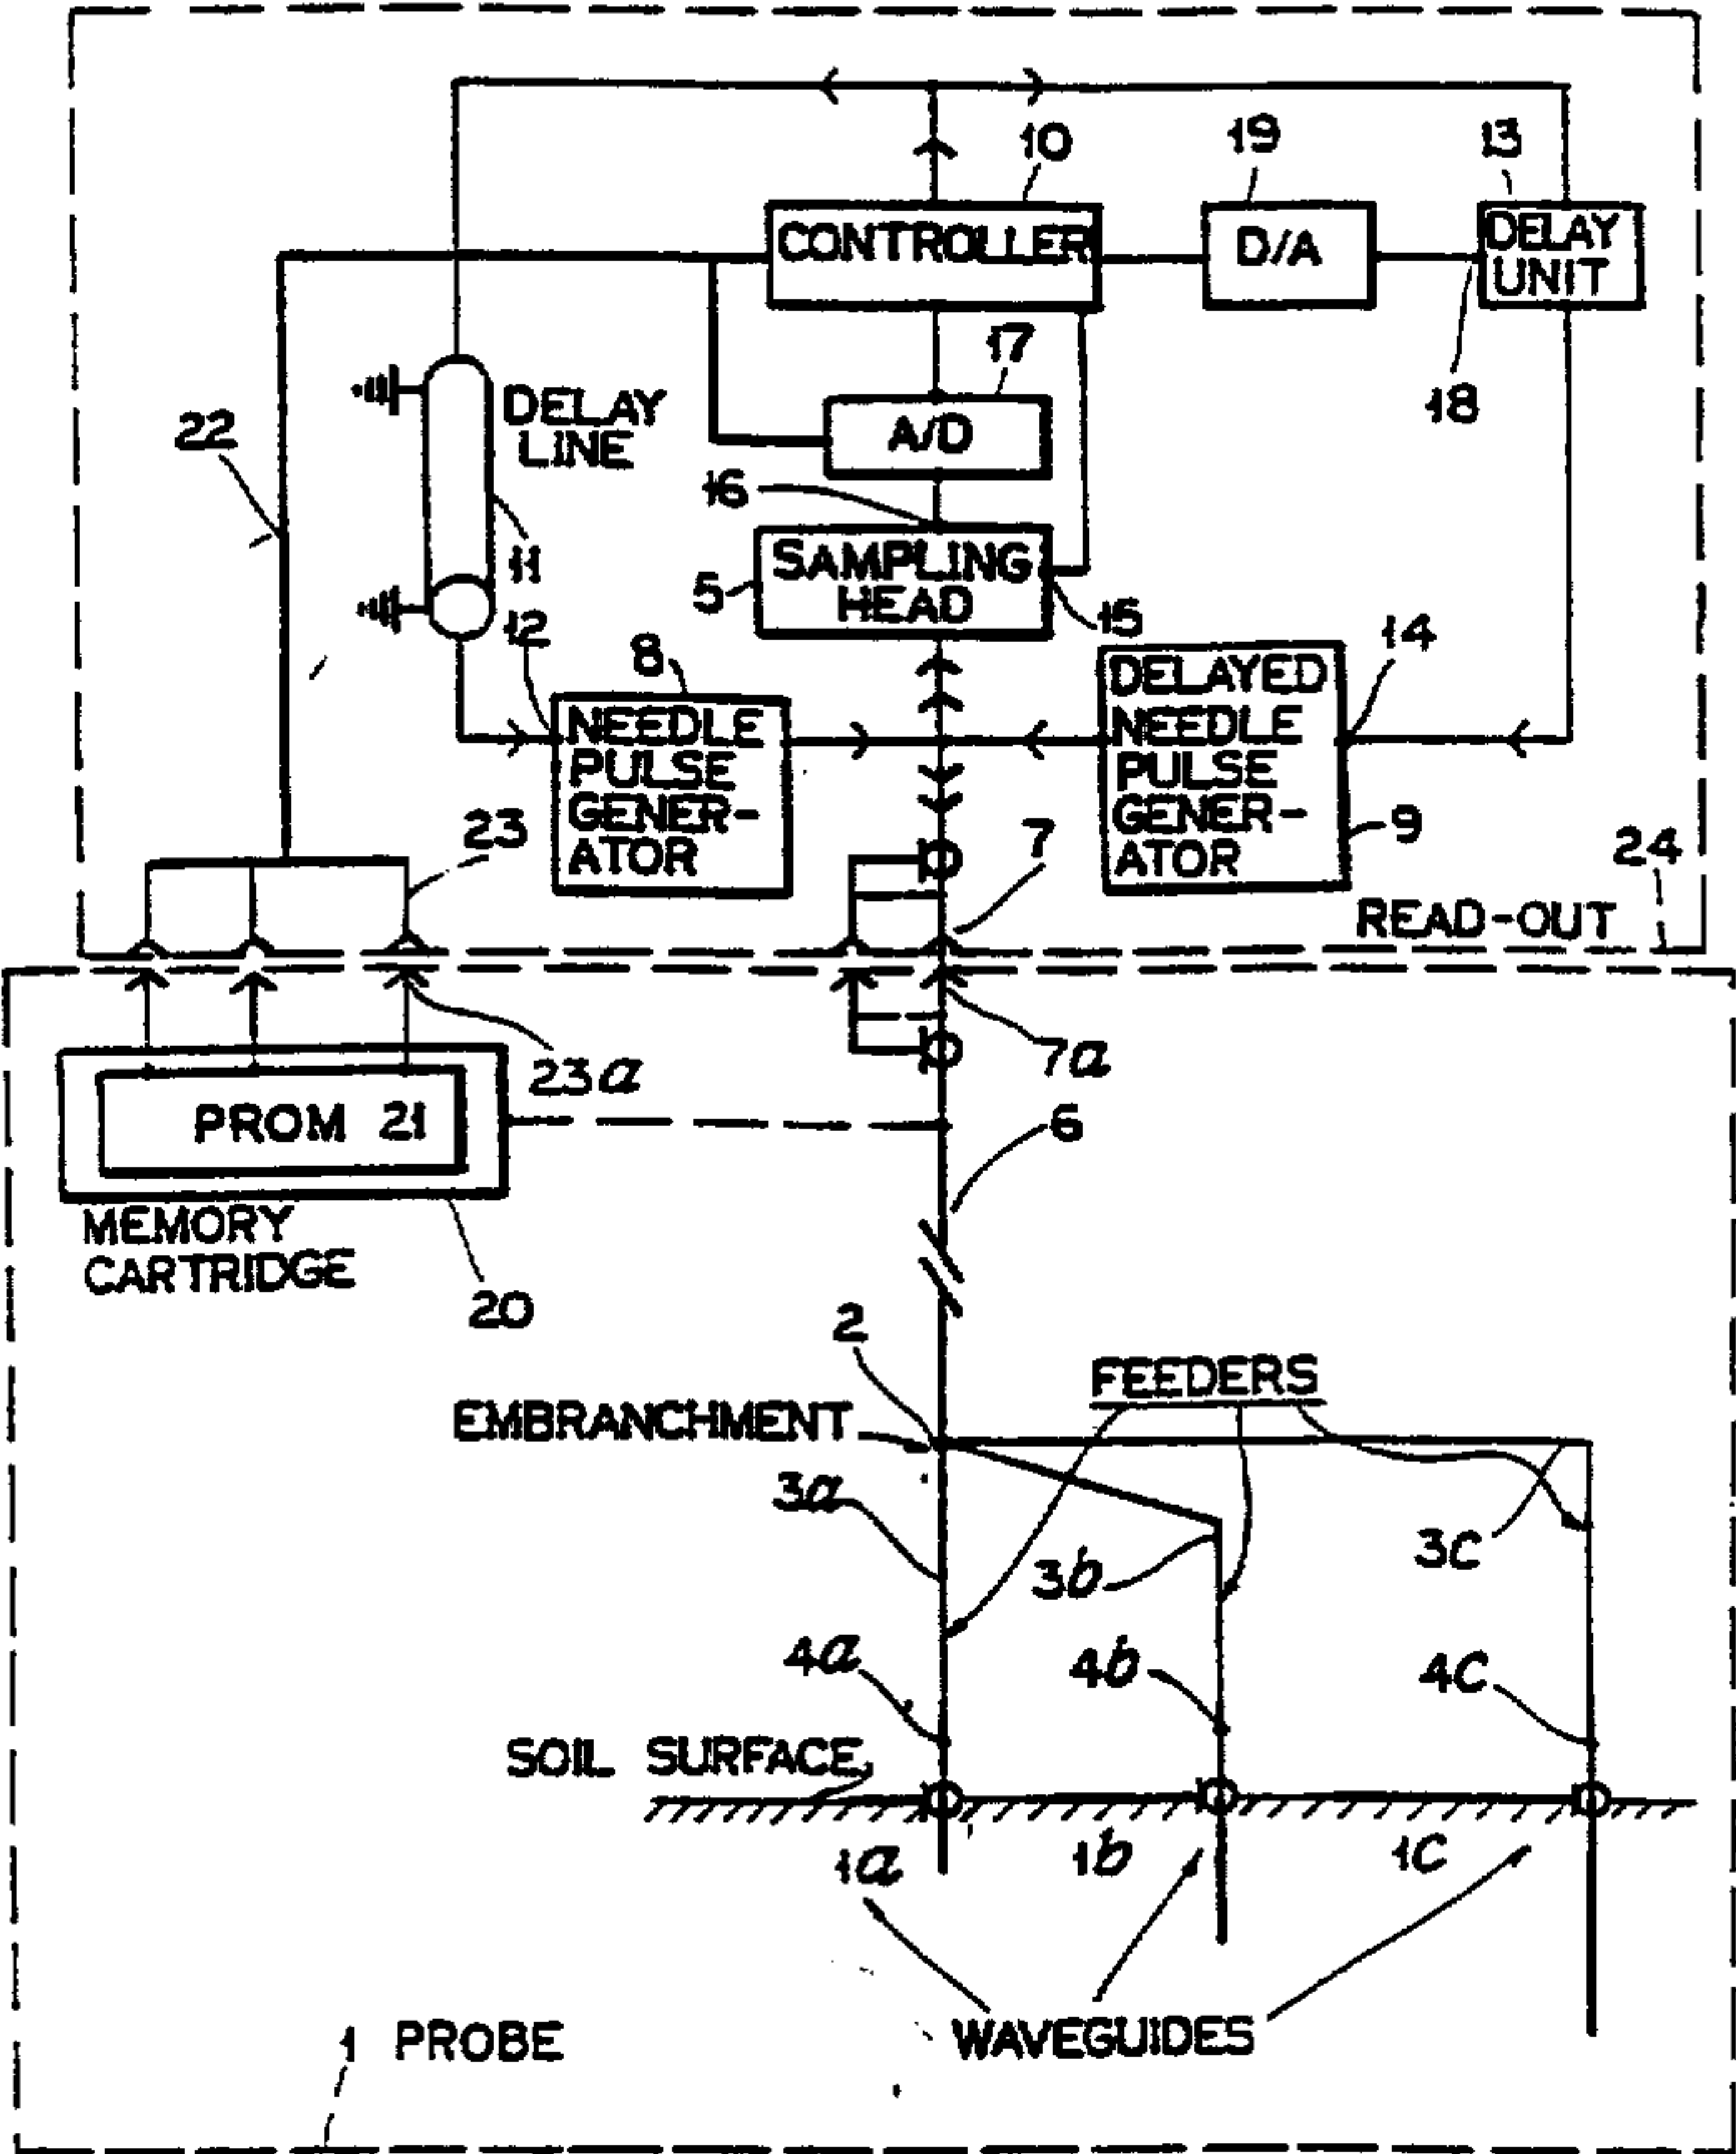 10
19
13
CONTROLLER
D/A
DELAY
UNIT
17
18
22
DELAY
LINE
A/D
16
11
5
SAMPLING
HEAD
15
12
8
14
NEEDLE
PULSE
GENER-
ATOR
DELAYED
NEEDLE
PULSE
GENER-
ATOR
23
7
9
24
READ-OUT
23a
7a
PROM 21
6
MEMORY
CARTRIDGE
20
2
FEEDERS
EMBRANCHMENT
3a
3b
3c
4a
4b
4c
SOIL SURFACE
1a
1b
1c
WAVEGUIDES
1 PROBE